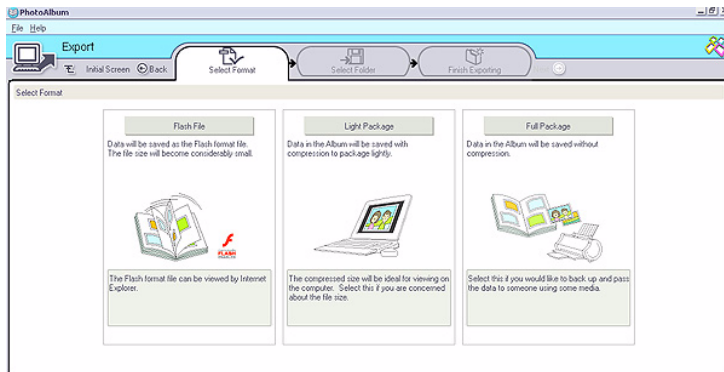 PhotoAlbum
File Help
Export
Initial Screen Back
Select Format
Select Folder
Finish Exporting
Select Format
Flash File
Data will be saved as the Flash format file.
The file size will become considerably small.
FLASH
The Flash format file can be viewed by Internet
Explorer.
Light Package
Data in the Album will be saved with
compression to package lightly.
The compressed size will be ideal for viewing on
the computer. Select this if you are concerned
about the file size.
Full Package
Data in the Album will be saved without
compression.
Select this if you would like to back up and pass
the data to someone using some media.